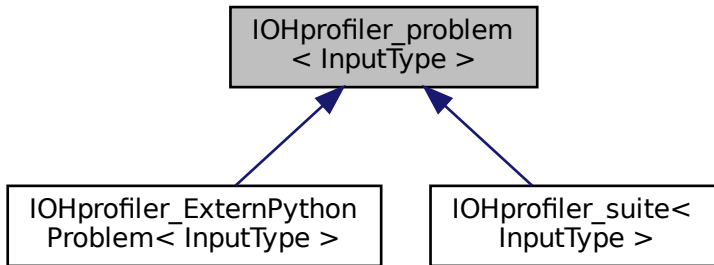 IOHprofiler_problem
< InputType >
IOHprofiler_ExternPython
Problem< InputType >
IOHprofiler_suite<
InputType >